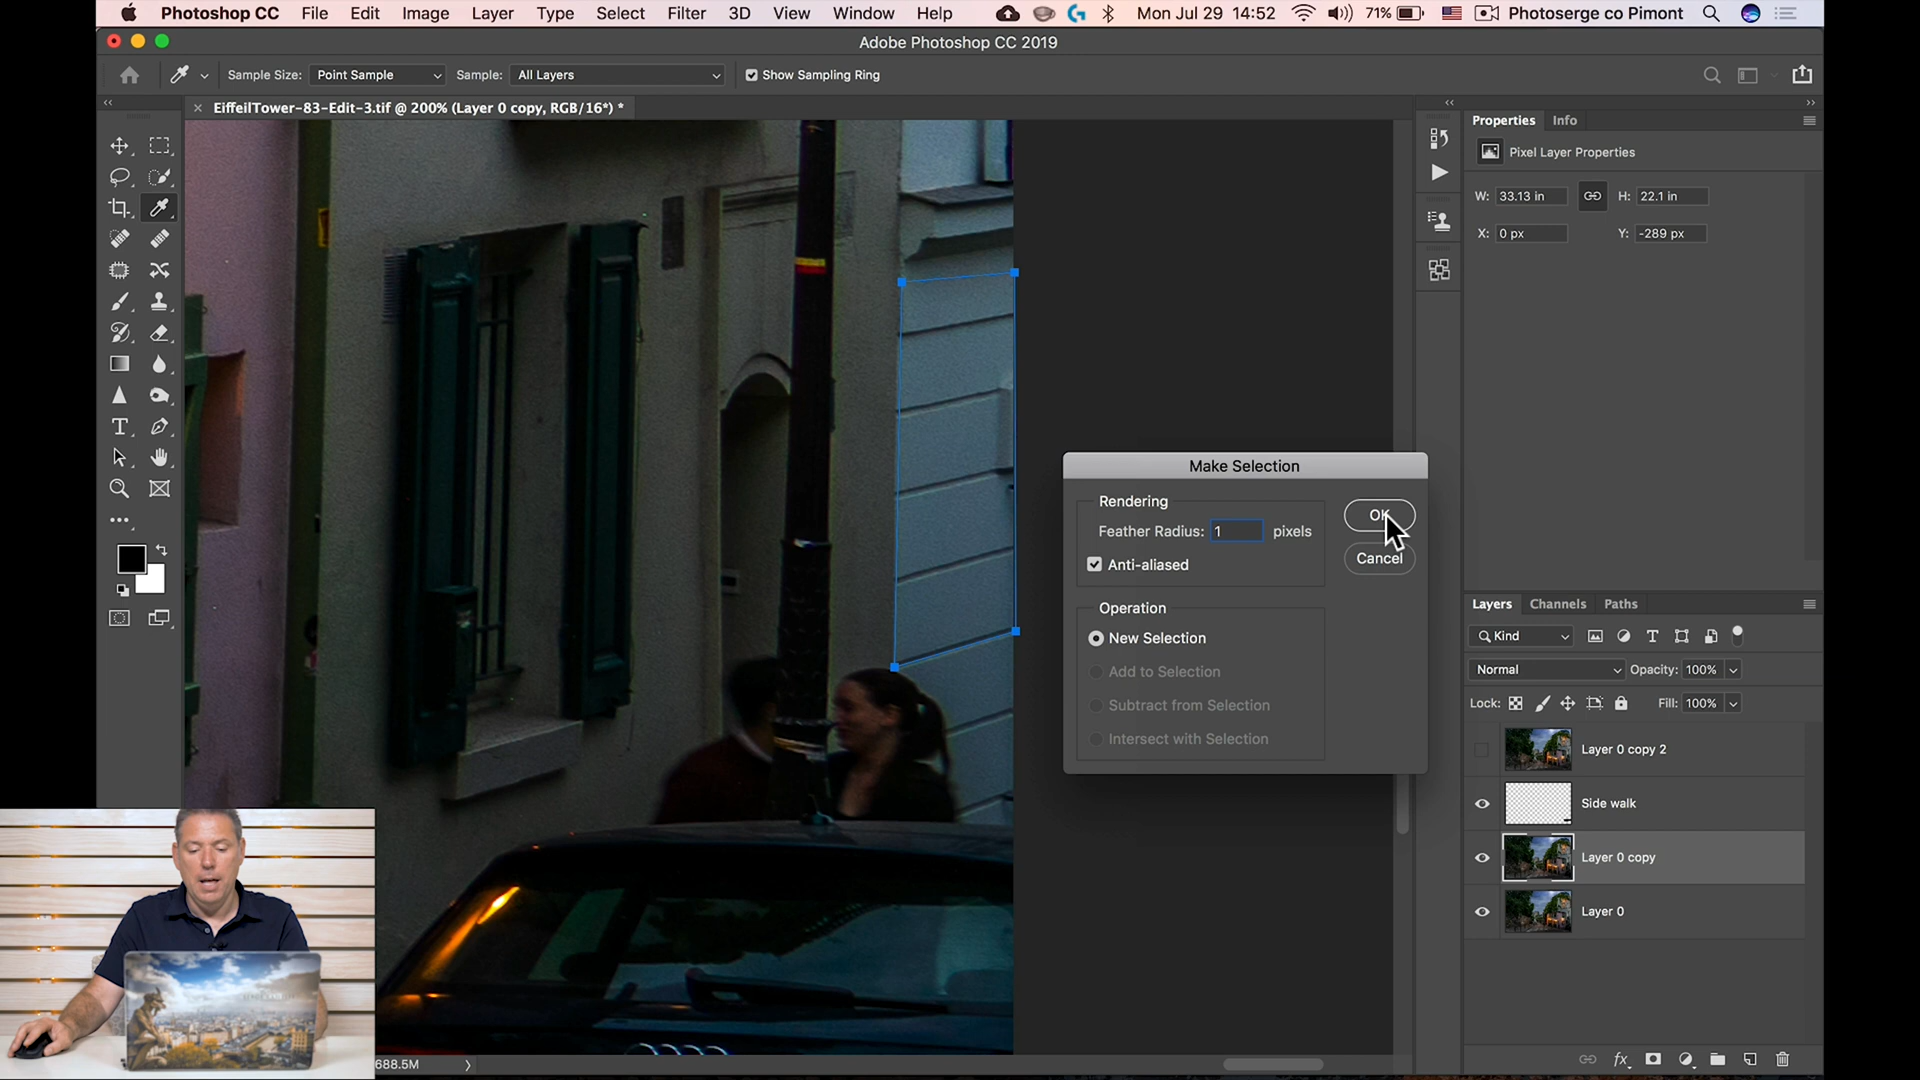 Photoshop CC File Edit Image Layer Type Select Filter 3D View Window Help Mon Jul 29 14:52 71% Photoserge co Pimont
Adobe Photoshop CC 2019
Sample Size: Point Sample Sample: All Layers Show Sampling Ring
EiffeilTower-83-Edit-3.tif @ 200% (Layer 0 copy, RGB/16*) *
Properties Info
Pixel Layer Properties
W: 33.13 in H: 22.1 in
X: 0 px Y: -289 px
Make Selection
Rendering
Feather Radius: 1 pixels
Anti-aliased
OK
Cancel
Operation
New Selection
Add to Selection
Subtract from Selection
Intersect with Selection
Layers Channels Paths
Kind
Normal Opacity: 100%
Lock: Fill: 100%
Layer 0 copy 2
Side walk
Layer 0 copy
Layer 0
688.5M
fx